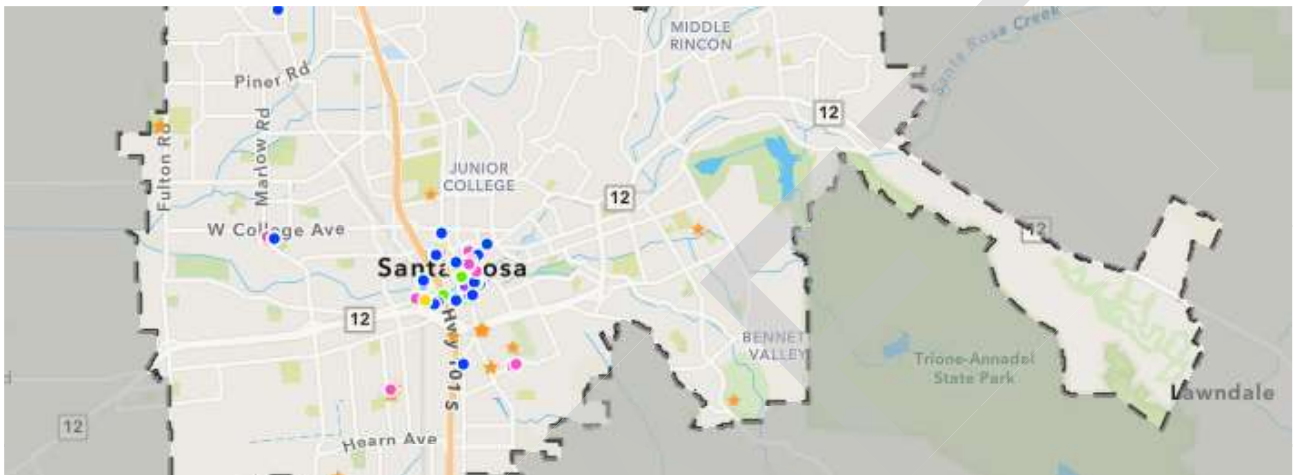 MIDDLE
RINCON
Santa Rosa Creek
Piner Rd
12
Marlow Rd
Fulton Rd
JUNIOR
COLLEGE
12
W College Ave
12
Santa Rosa
12
Hwy 101 S
BENNET
VALLEY
Trione-Annadel
State Park
Lawndale
12
Hearn Ave